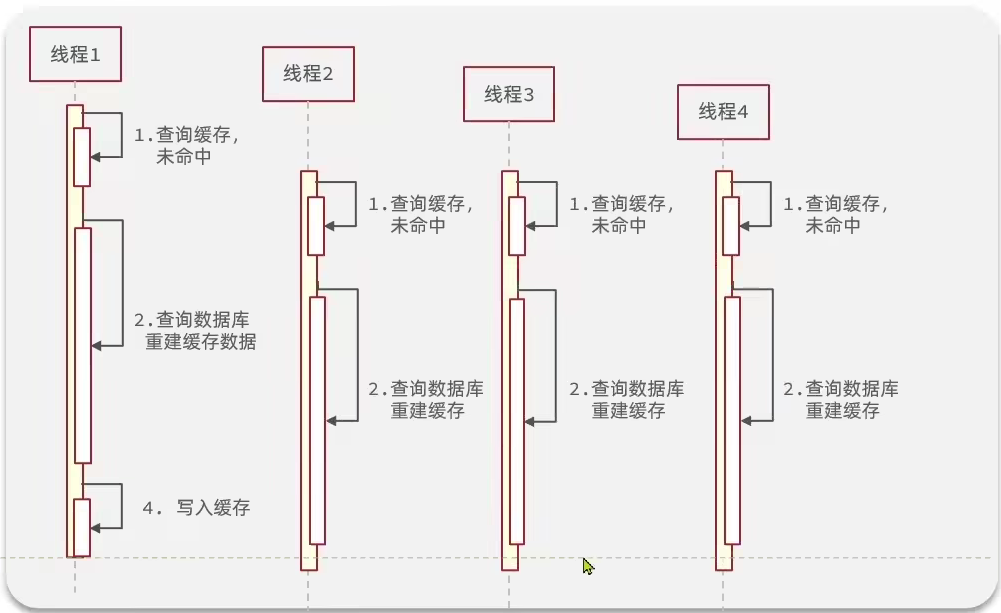 线程1
1.查询缓存，
未命中
2.查询数据库
重建缓存数据
4. 写入缓存
线程2
1.查询缓存，
未命中
2.查询数据库
重建缓存
线程3
1.查询缓存，
未命中
2.查询数据库
重建缓存
线程4
1.查询缓存，
未命中
2.查询数据库
重建缓存